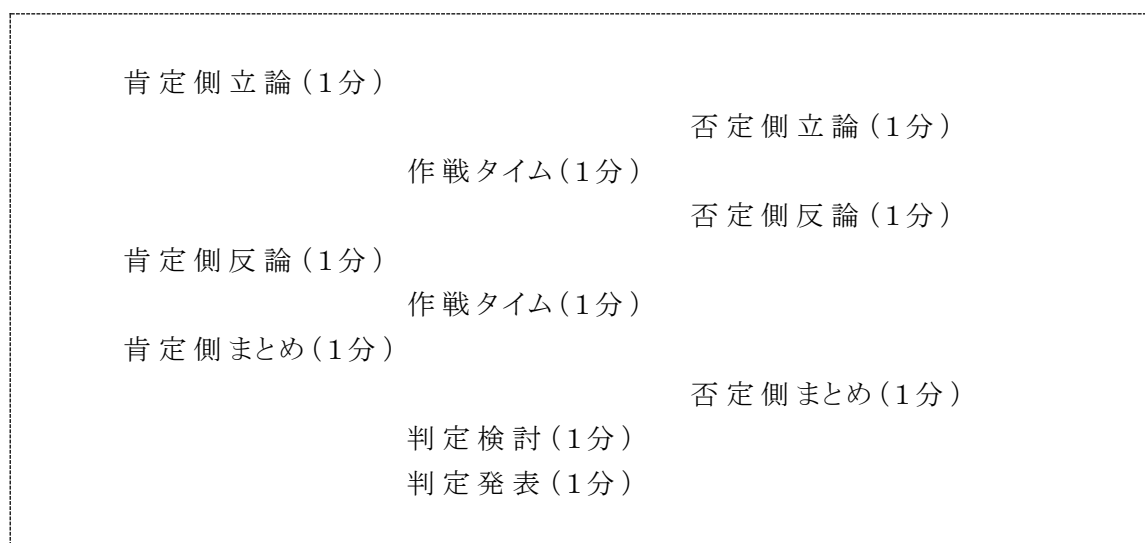 肯定側立論(1分)
否定側立論(1分)
作戦タイム(1分)
否定側反論(1分)
肯定側反論(1分)
作戦タイム(1分)
肯定側まとめ(1分)
否定側まとめ(1分)
判定検討(1分)
判定発表(1分)